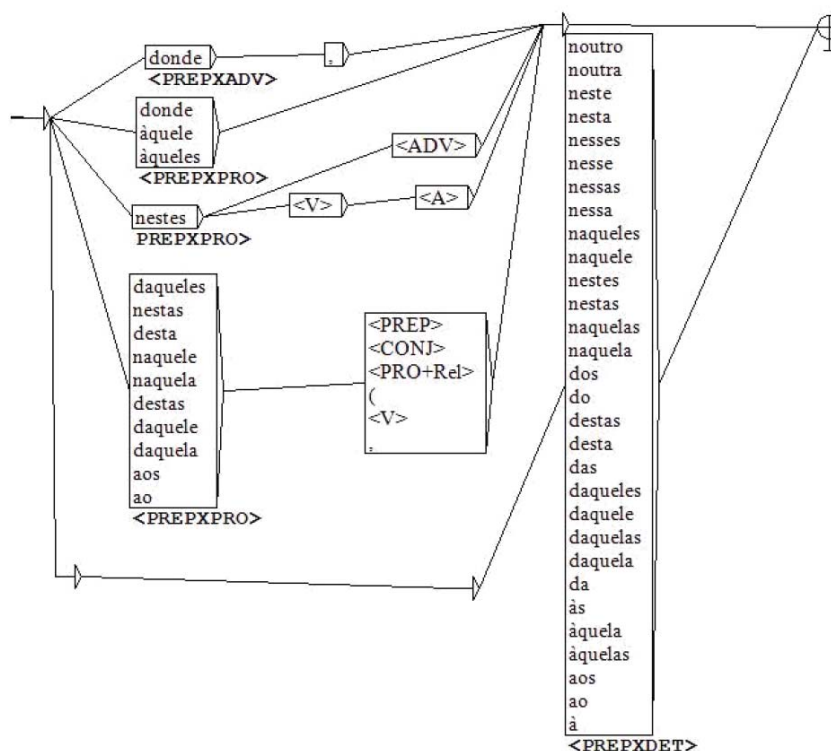 donde
,
<PREPXADV>
donde
àquele
àqueles
<PREPXPRO>
<ADV>
nestes
<V>
<A>
PREPXPRO>
daqueles
nestas
desta
naquele
naquela
destas
daquele
daquela
aos
ao
<PREPXPRO>
<PREP>
<CONJ>
<PRO+Rel>
(
<V>
,
noutro
noutra
neste
nesta
nesses
nesse
nessas
nessa
naqueles
naquele
nestes
nestas
naquelas
naquela
dos
do
destas
desta
das
daqueles
daquele
daquelas
daquela
da
às
àquela
àquelas
aos
ao
à
<PREPXDET>